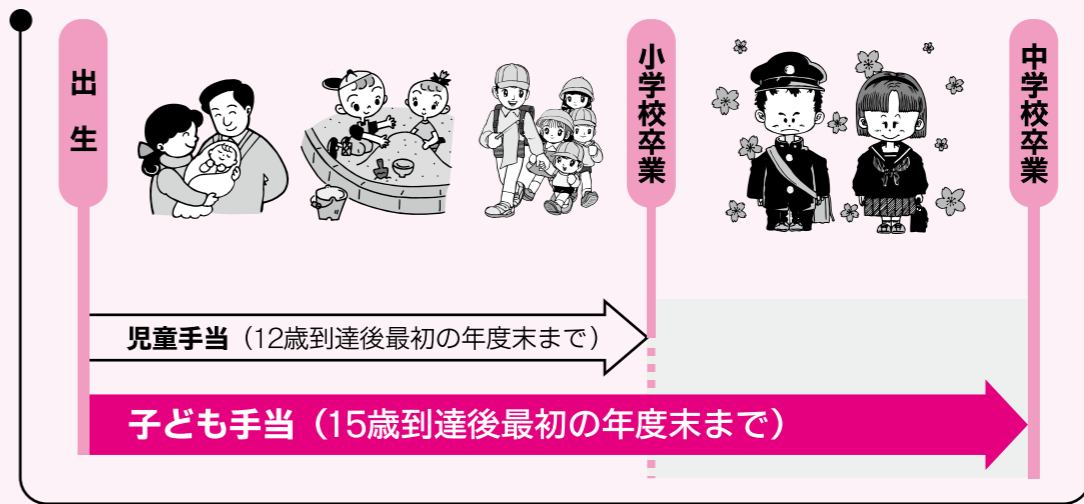 出生
小学校卒業
中学校卒業
児童手当（12歳到達後最初の年度末まで）
子ども手当（15歳到達後最初の年度末まで）